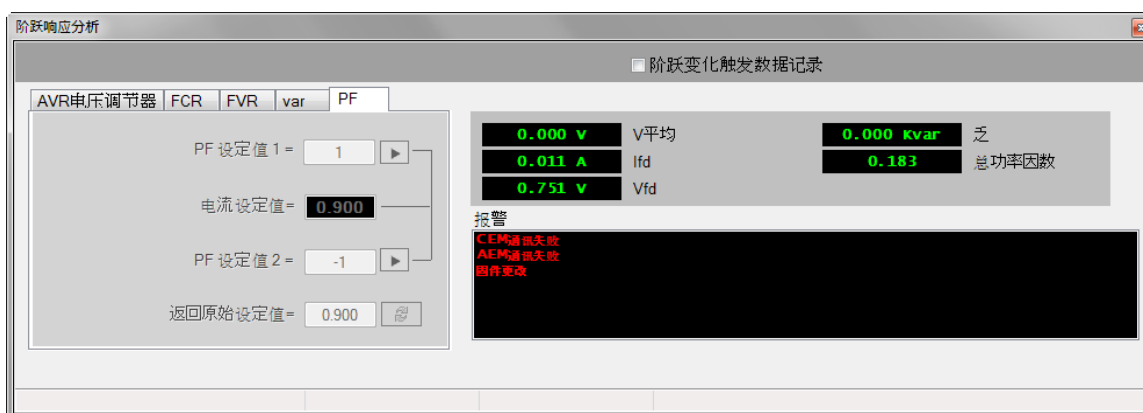 阶跃响应分析
阶跃变化触发数据记录
AVR电压调节器 FCR FVR var PF
PF 设定值 1 = 1
电流设定值= 0.900
PF 设定值 2 = -1
返回原始设定值= 0.900
0.000 V V平均 0.000 Kvar 乏
0.011 A Ifd 0.183 总功率因数
0.751 V Vfd
报警
CEM通讯失败
AEM通讯失败
固件更改